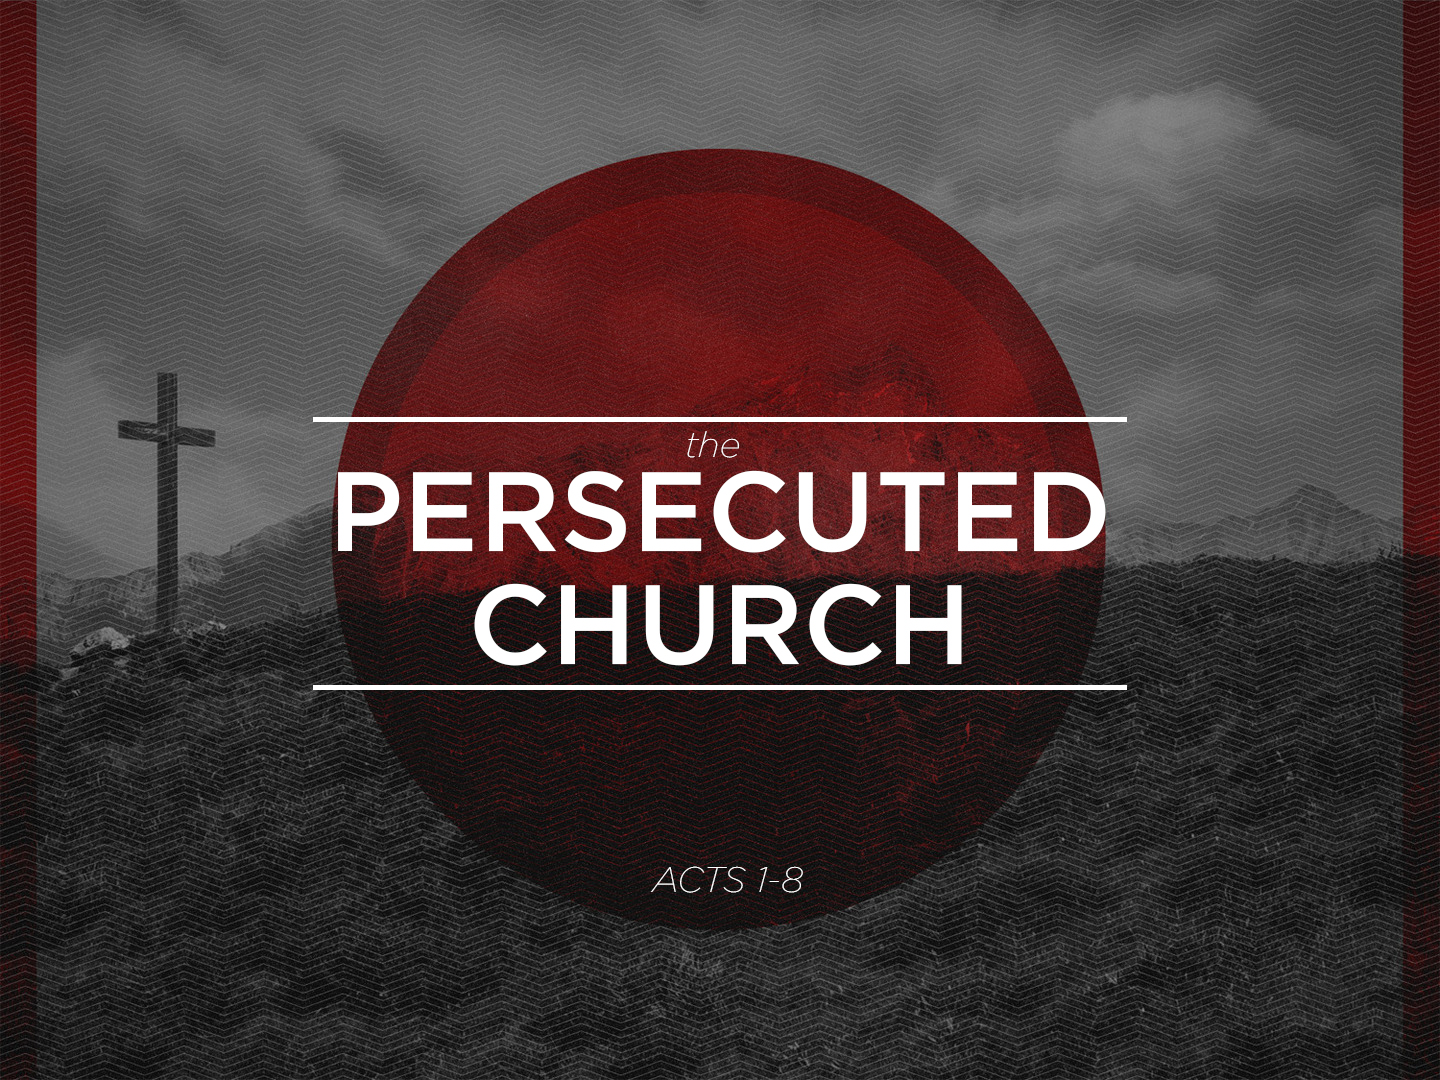 the
PERSECUTED
CHURCH
ACTS 1-8